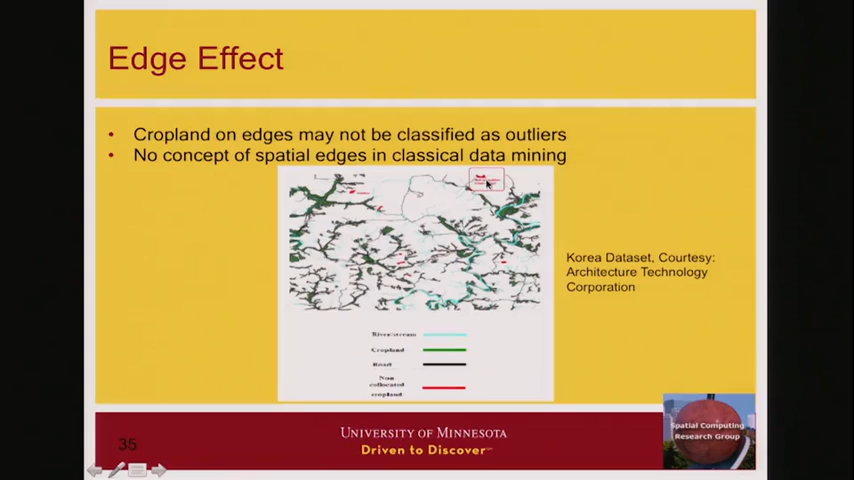 Edge Effect
• Cropland on edges may not be classified as outliers
• No concept of spatial edges in classical data mining
Korea Dataset, Courtesy:
Architecture Technology
Corporation
River/stream
Cropland
Road
Non
collocated
cropland
35
UNIVERSITY OF MINNESOTA
Driven to Discover
Spatial Computing
Research Group